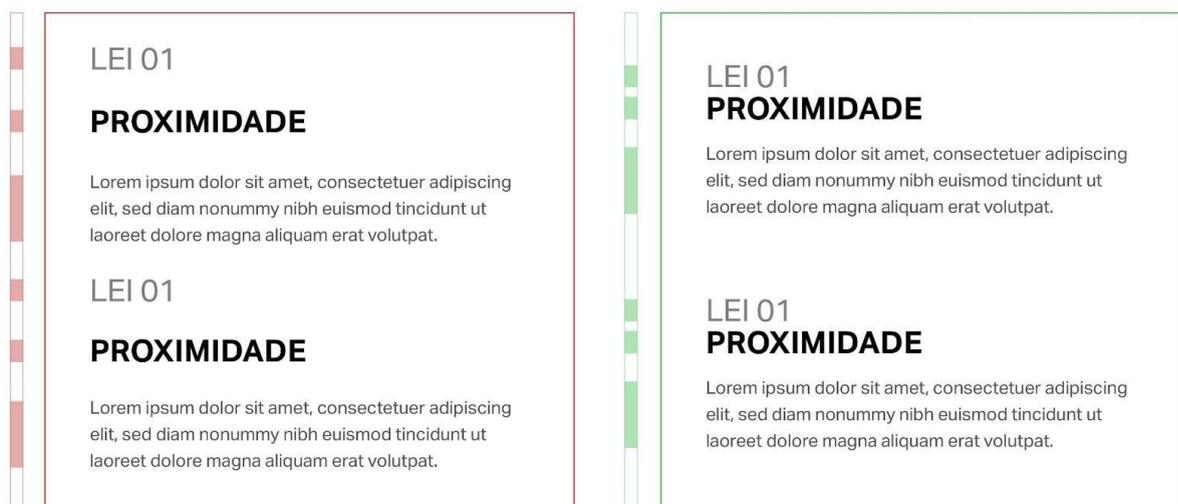 LEI 01
PROXIMIDADE
Lorem ipsum dolor sit amet, consectetuer adipiscing
elit, sed diam nonummy nibh euismod tincidunt ut
laoreet dolore magna aliquam erat volutpat.
LEI 01
PROXIMIDADE
Lorem ipsum dolor sit amet, consectetuer adipiscing
elit, sed diam nonummy nibh euismod tincidunt ut
laoreet dolore magna aliquam erat volutpat.
LEI 01
PROXIMIDADE
Lorem ipsum dolor sit amet, consectetuer adipiscing
elit, sed diam nonummy nibh euismod tincidunt ut
laoreet dolore magna aliquam erat volutpat.
LEI 01
PROXIMIDADE
Lorem ipsum dolor sit amet, consectetuer adipiscing
elit, sed diam nonummy nibh euismod tincidunt ut
laoreet dolore magna aliquam erat volutpat.